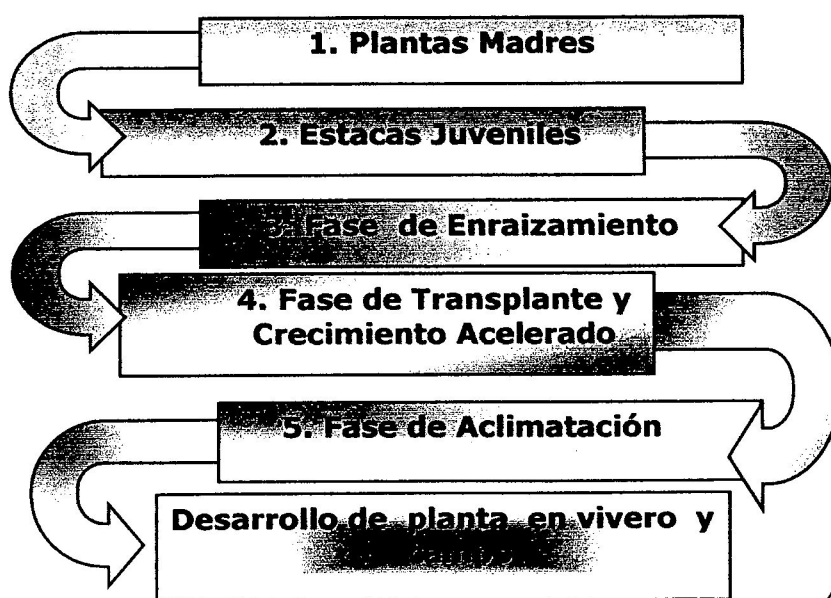 1. Plantas Madres
2. Estacas Juveniles
3. Fase de Enraizamiento
4. Fase de Transplante y
Crecimiento Acelerado
5. Fase de Aclimatación
Desarrollo de planta en vivero y